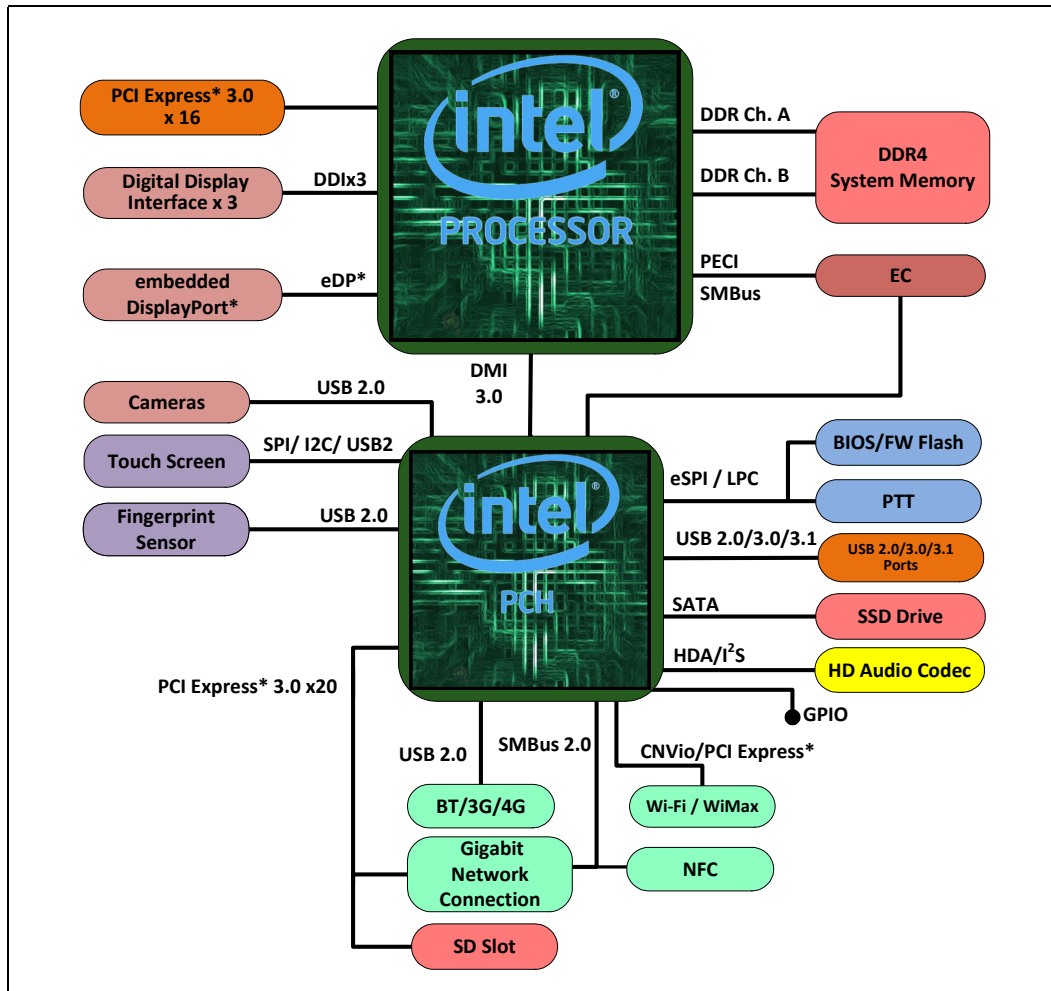 intel®
PROCESSOR
PCI Express* 3.0
x 16
DDR Ch. A
DDR4
System Memory
Digital Display
Interface x 3
DDIx3
DDR Ch. B
embedded
DisplayPort*
eDP*
PECI
SMBus
EC
DMI
3.0
Cameras
USB 2.0
Touch Screen
SPI/ I2C/ USB2
Fingerprint
Sensor
USB 2.0
intel®
PCH
eSPI / LPC
BIOS/FW Flash
PTT
USB 2.0/3.0/3.1
USB 2.0/3.0/3.1
Ports
SATA
SSD Drive
HDA/I²S
HD Audio Codec
GPIO
PCI Express* 3.0 x20
USB 2.0
SMBus 2.0
CNVio/PCI Express*
BT/3G/4G
Wi-Fi / WiMax
Gigabit
Network
Connection
NFC
SD Slot